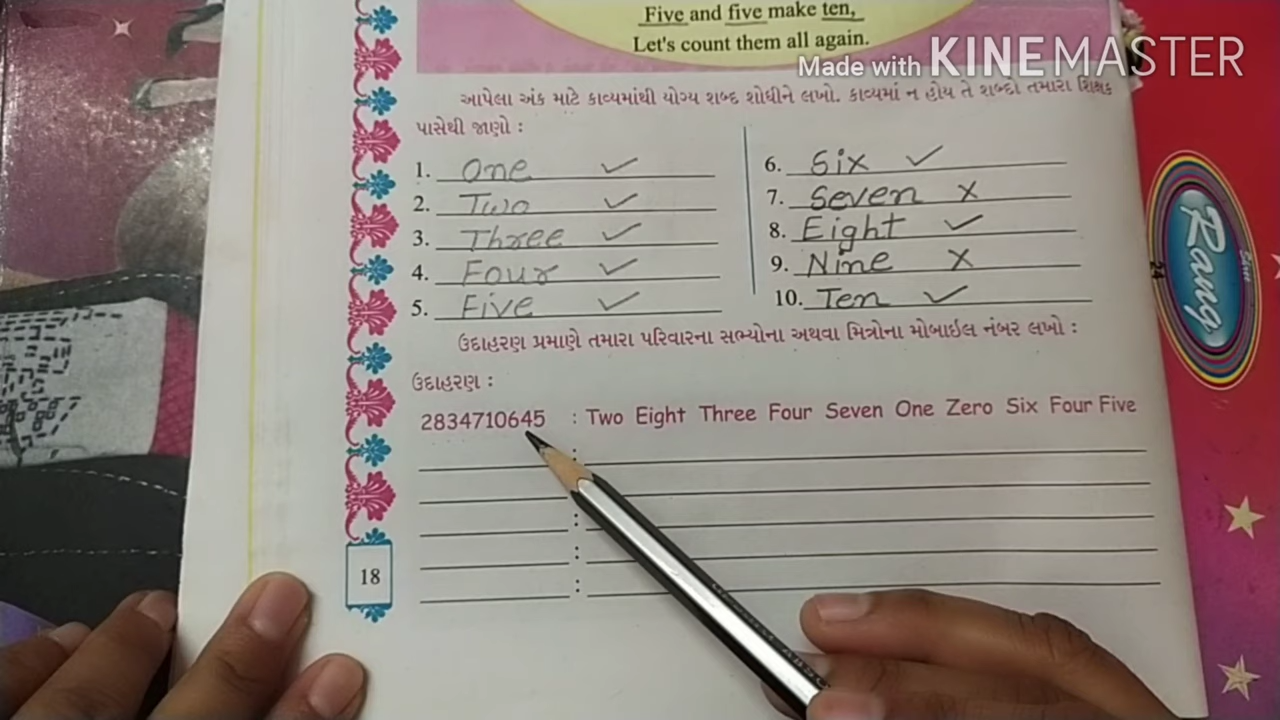 Five and five make ten,
Let's count them all again.
Made with KINEMASTER
આપેલા અંક માટે કાવ્યમાંથી યોગ્ય શબ્દ શોધીને લખો. કાવ્યમાં ન હોય તે શબ્દો તમારા શિક્ષક
પાસેથી જાણો :
1. One ✓
2. Two ✓
3. Three ✓
4. Four ✓
5. Five ✓
6. Six ✓
7. Seven ×
8. Eight ✓
9. Nine ×
10. Ten ✓
ઉદાહરણ પ્રમાણે તમારા પરિવારના સભ્યોના અથવા મિત્રોના મોબાઇલ નંબર લખો :
ઉદાહરણ :
2834710645 : Two Eight Three Four Seven One Zero Six Four Five
:
:
:
:
18
Rang